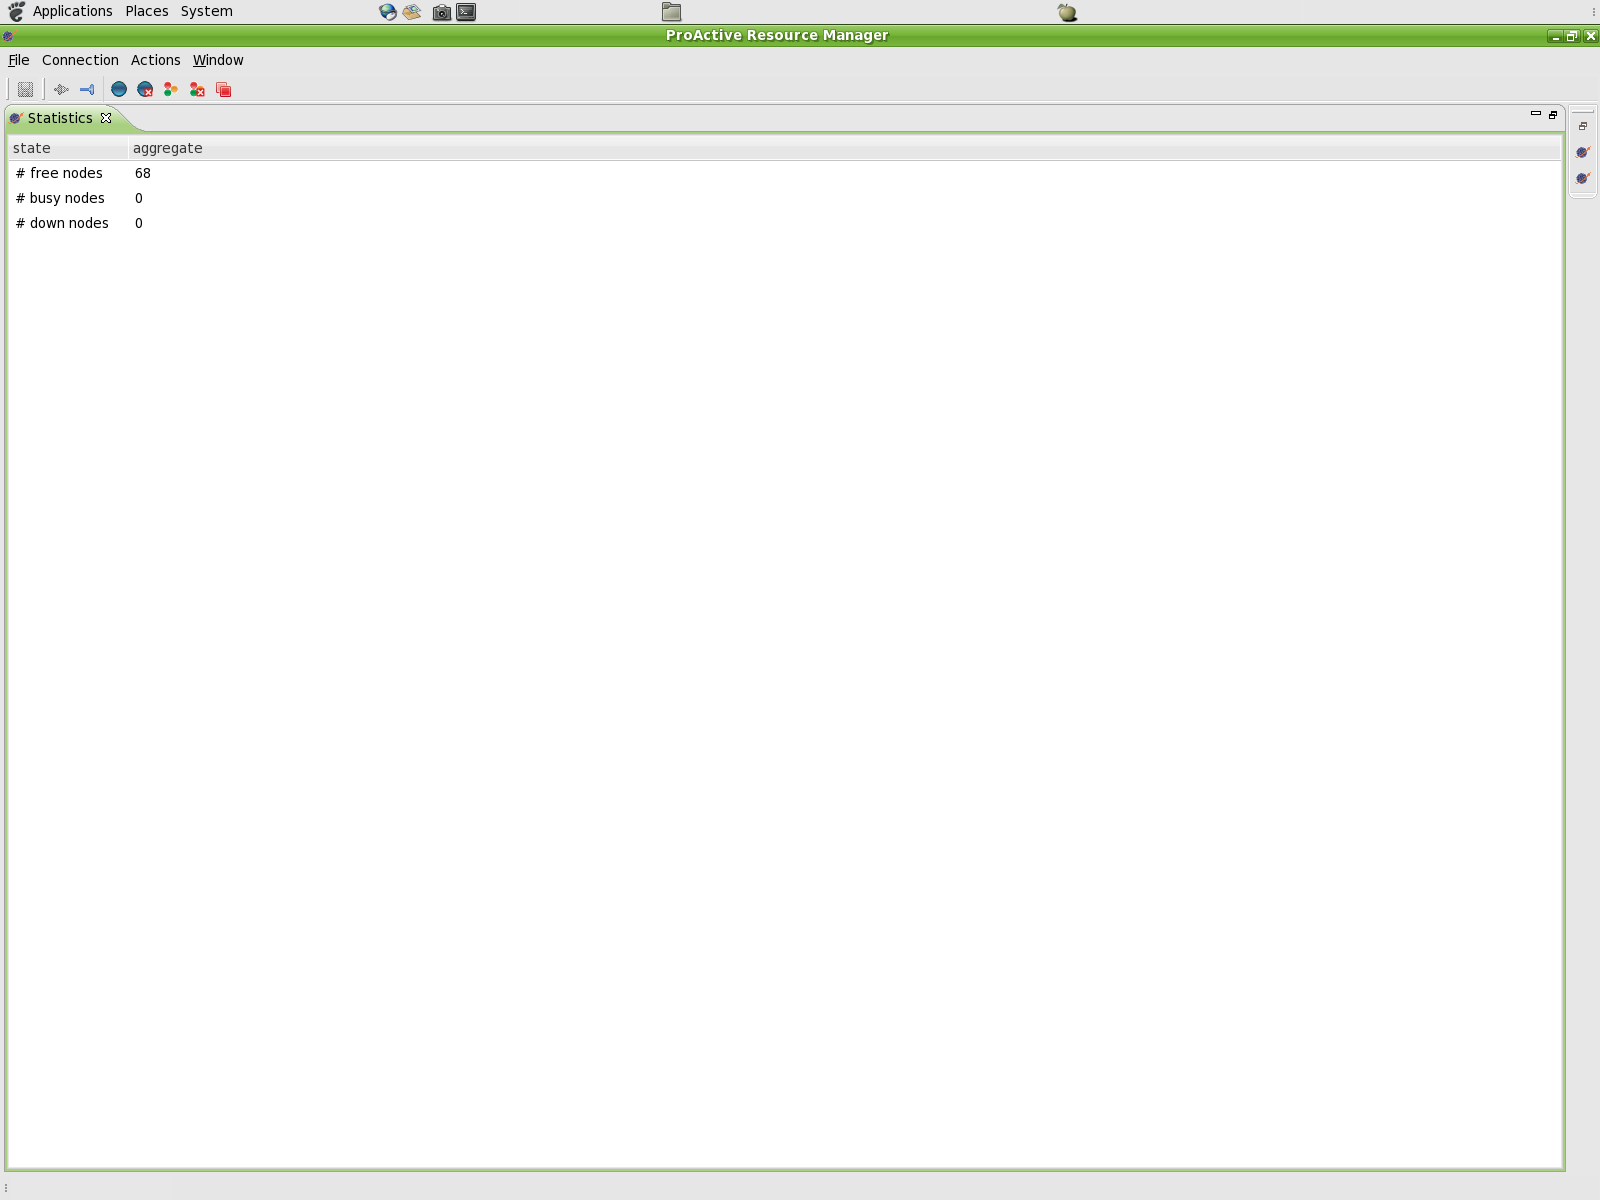 Applications Places System
ProActive Resource Manager
File Connection Actions Window
Statistics
state aggregate
# free nodes 68
# busy nodes 0
# down nodes 0